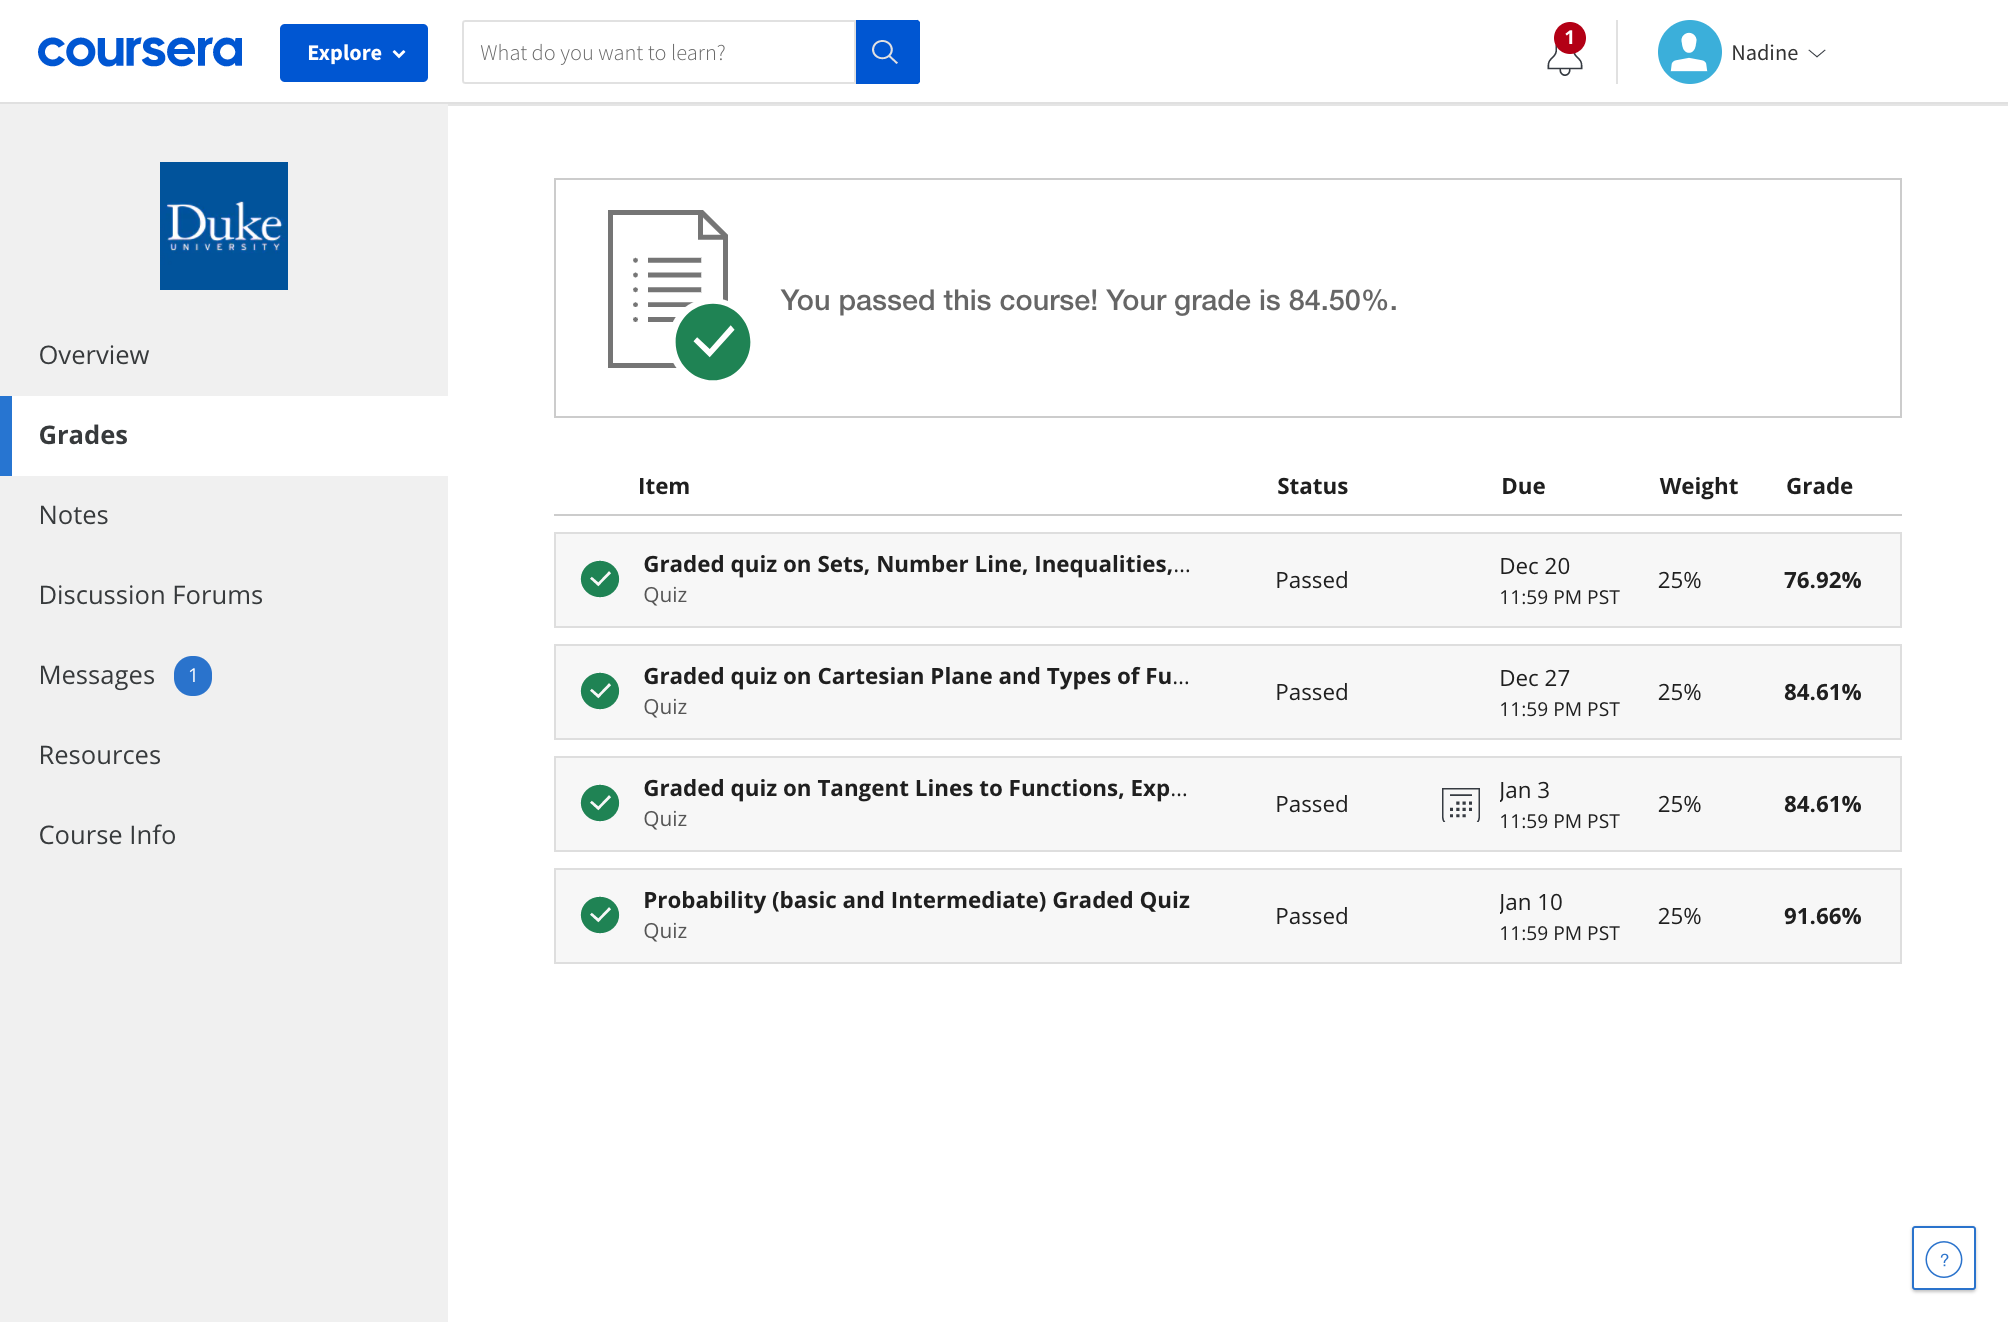 coursera
Explore
What do you want to learn?
1
Nadine
Duke
UNIVERSITY
Overview
Grades
Notes
Discussion Forums
Messages 1
Resources
Course Info
You passed this course! Your grade is 84.50%.
Item Status Due Weight Grade
Graded quiz on Sets, Number Line, Inequalities,...
Quiz
Passed
Dec 20
11:59 PM PST
25%
76.92%
Graded quiz on Cartesian Plane and Types of Fu...
Quiz
Passed
Dec 27
11:59 PM PST
25%
84.61%
Graded quiz on Tangent Lines to Functions, Exp...
Quiz
Passed
Jan 3
11:59 PM PST
25%
84.61%
Probability (basic and Intermediate) Graded Quiz
Quiz
Passed
Jan 10
11:59 PM PST
25%
91.66%
?